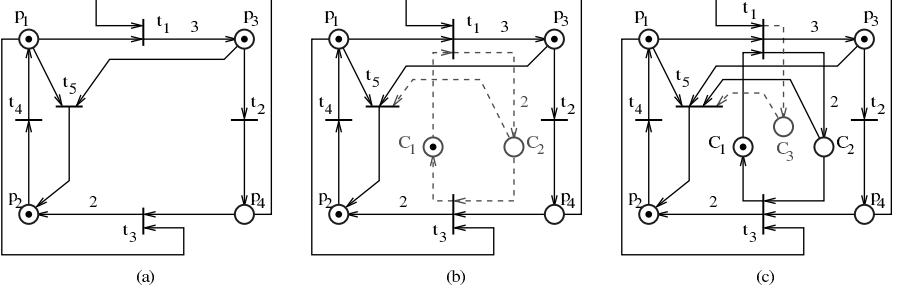 p1 t1 3 p3
t5
t4 t2
p2 2 p4
t3
(a)
p1 t1 3 p3
t5
2
t4 t2
C1 C2
p2 2 p4
t3
(b)
p1 t1 3 p3
t5
2
t4 t2
C1 C3 C2
p2 2 p4
t3
(c)